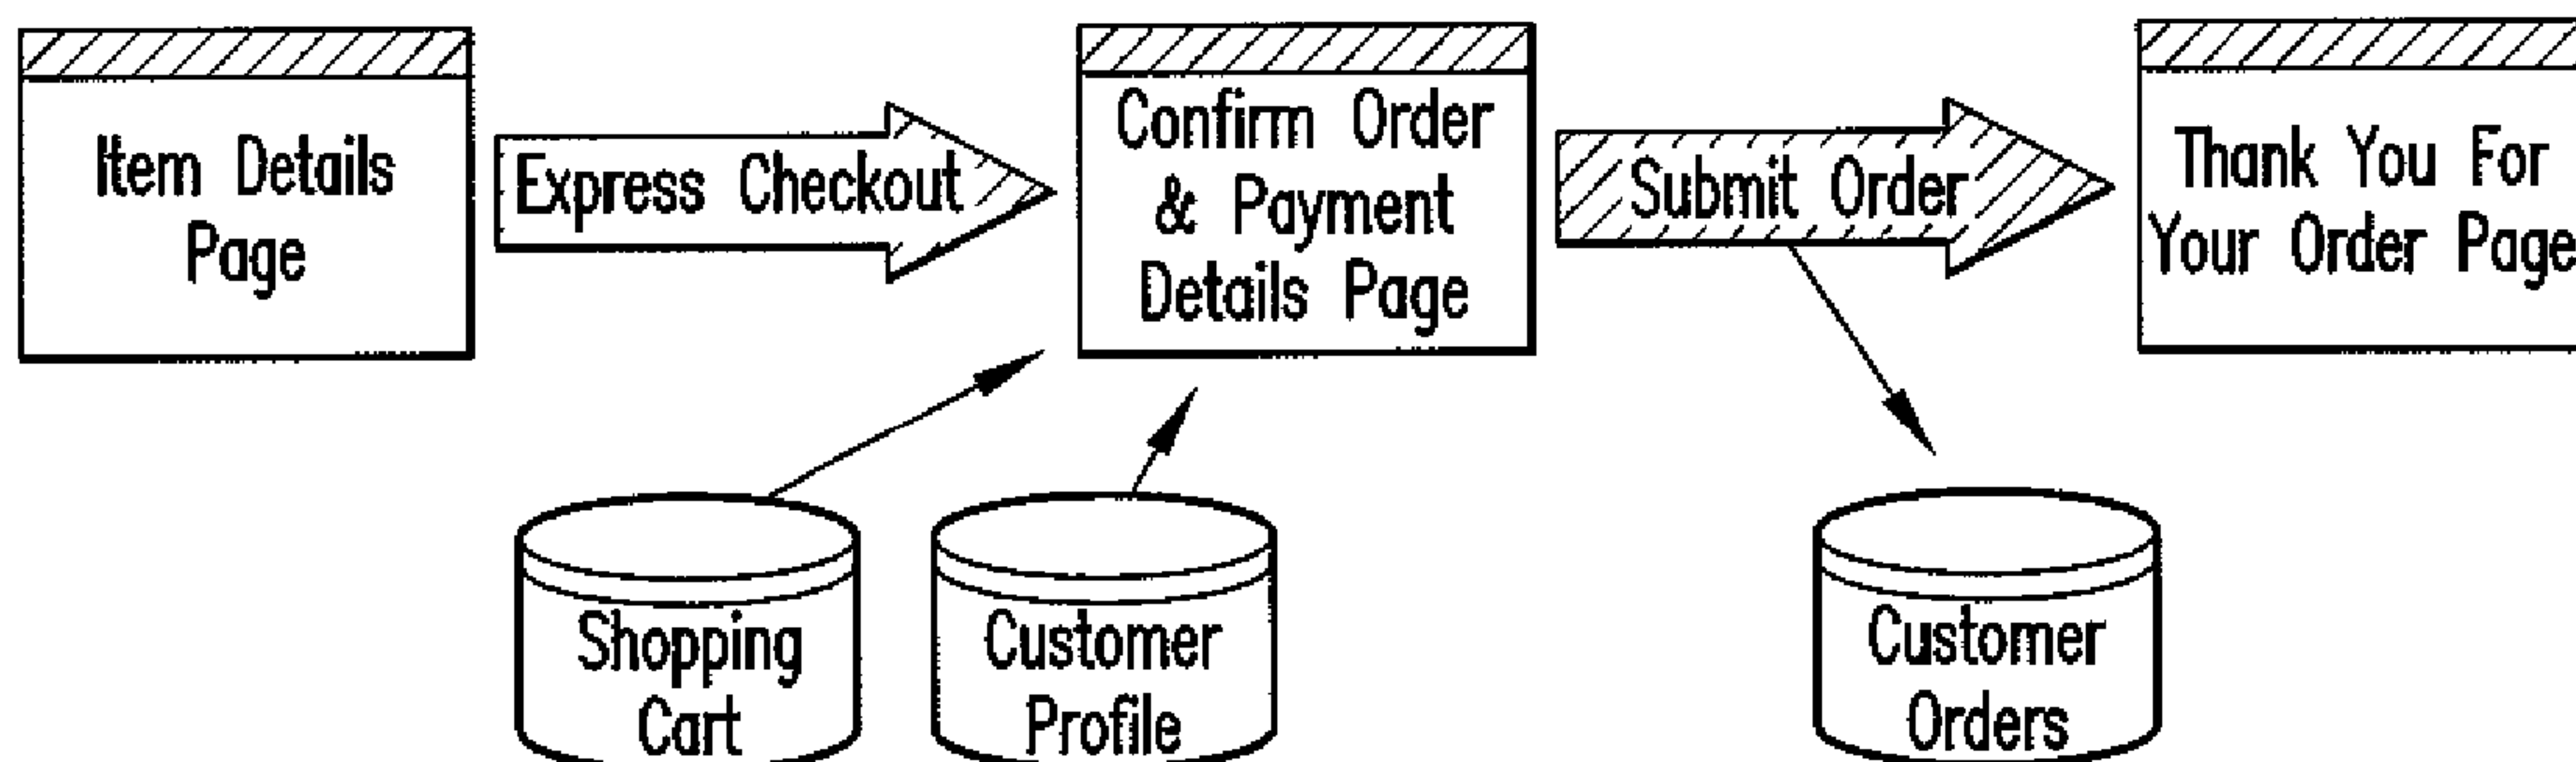 Item Details
Page
Express Checkout
Confirm Order
& Payment
Details Page
Submit Order
Thank You For
Your Order Page
Shopping
Cart
Customer
Profile
Customer
Orders